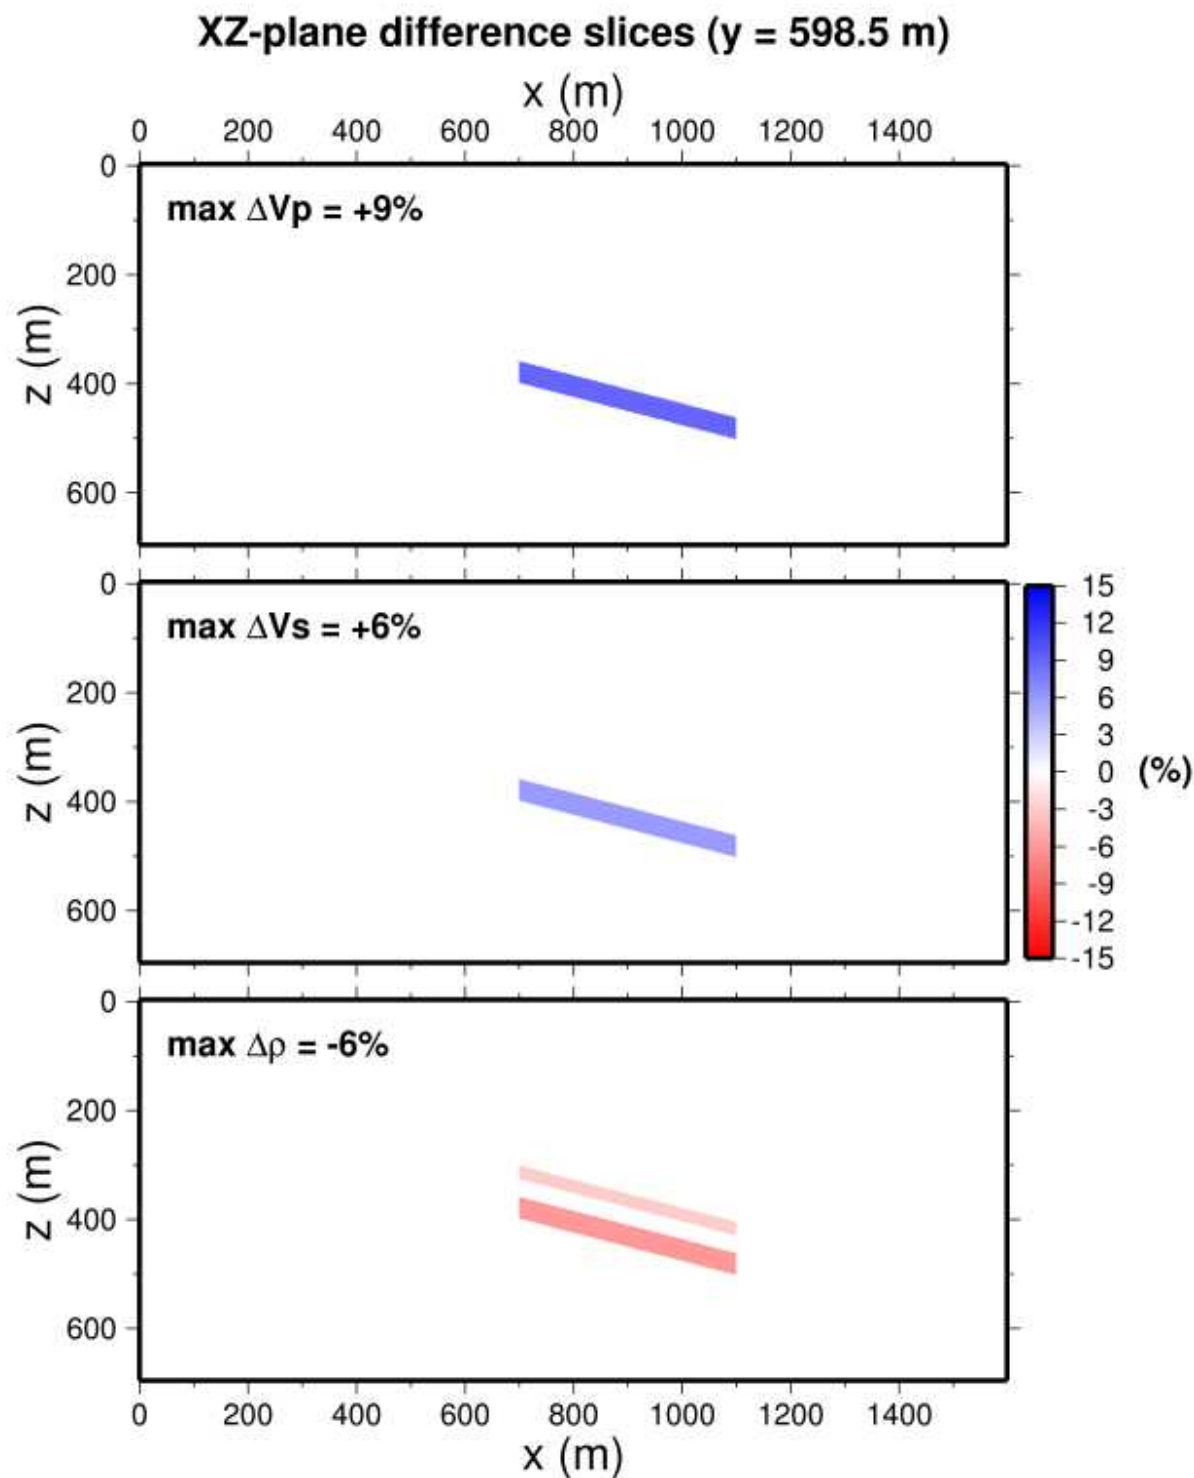 XZ-plane difference slices (y = 598.5 m)
x (m)
0 200 400 600 800 1000 1200 1400
0
max ΔVp = +9%
200
z (m)
400
600
0
max ΔVs = +6%
200
z (m)
400
600
15
12
9
6
3
0
(%)
-3
-6
-9
-12
-15
0
max Δρ = -6%
200
z (m)
400
600
0 200 400 600 800 1000 1200 1400
x (m)